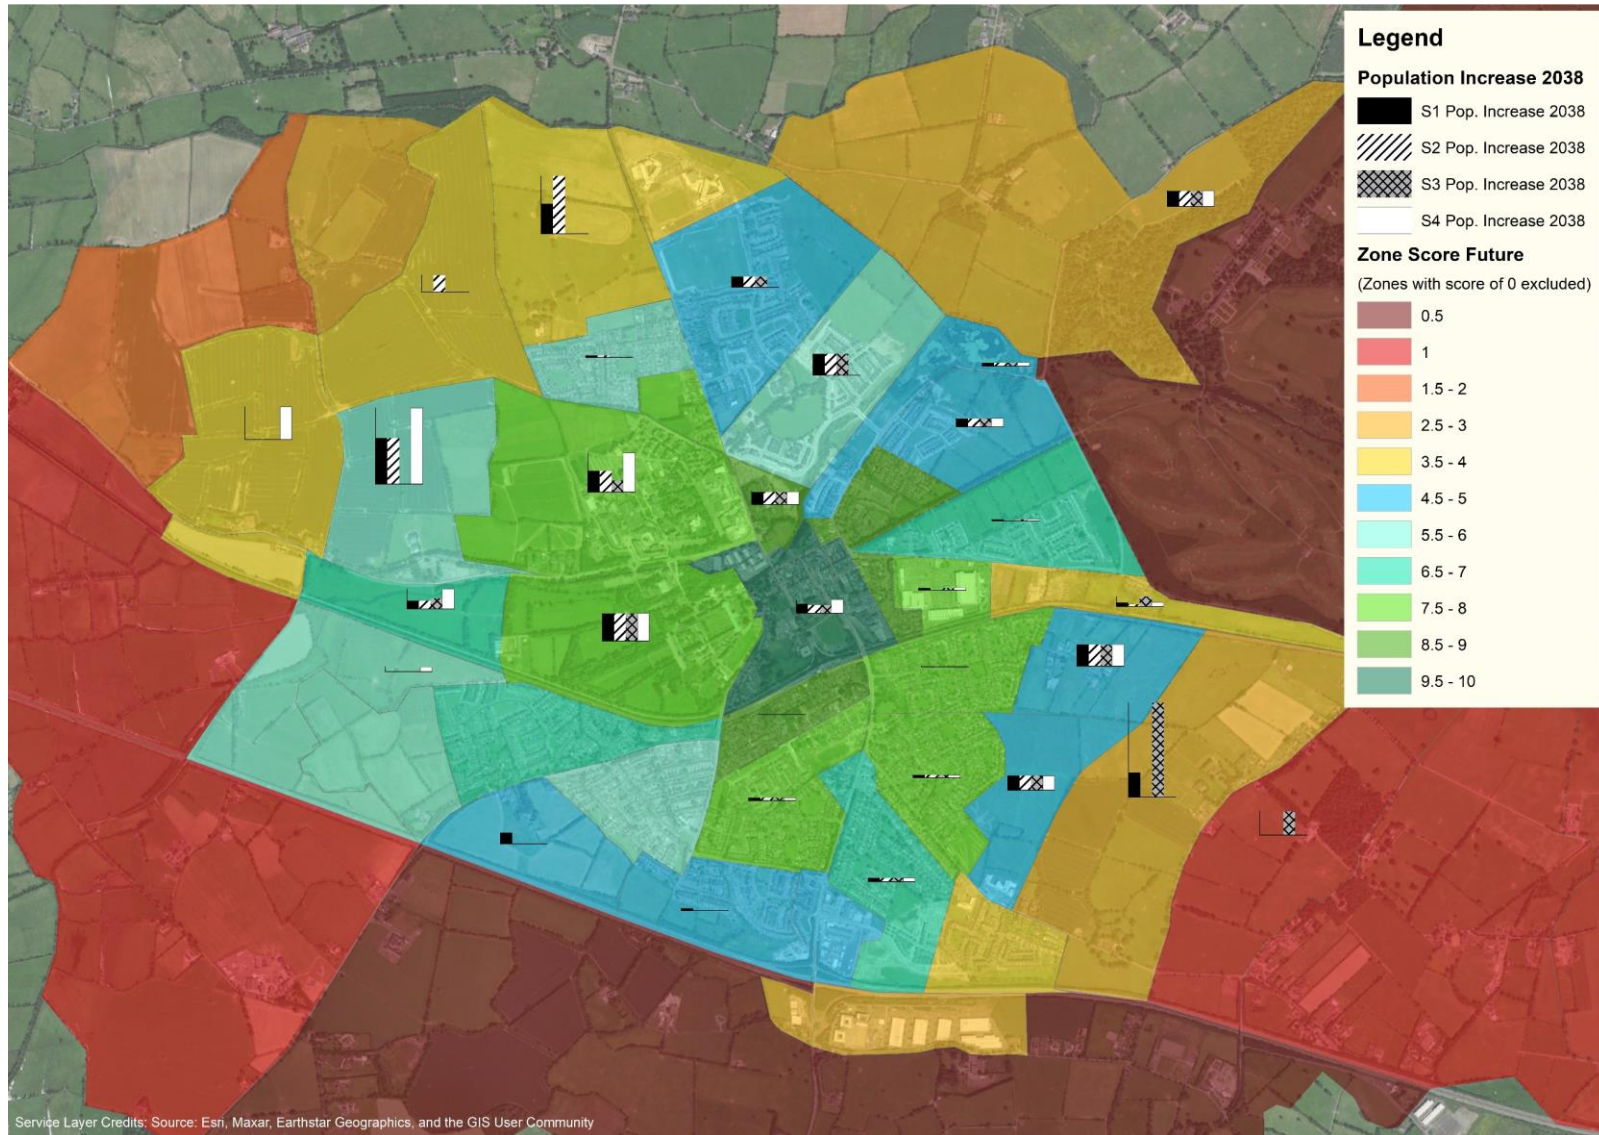 Legend
Population Increase 2038
S1 Pop. Increase 2038
S2 Pop. Increase 2038
S3 Pop. Increase 2038
S4 Pop. Increase 2038
Zone Score Future
(Zones with score of 0 excluded)
0.5
1
1.5 - 2
2.5 - 3
3.5 - 4
4.5 - 5
5.5 - 6
6.5 - 7
7.5 - 8
8.5 - 9
9.5 - 10
Service Layer Credits: Source: Esri, Maxar, Earthstar Geographics, and the GIS User Community